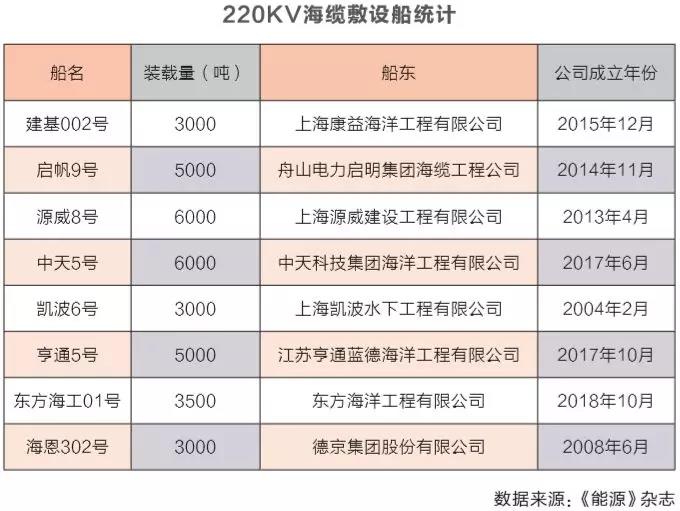 220KV海缆敷设船统计
船名 装载量（吨） 船东 公司成立年份
建基002号 3000 上海康益海洋工程有限公司 2015年12月
启帆9号 5000 舟山电力启明集团海缆工程公司 2014年11月
源威8号 6000 上海源威建设工程有限公司 2013年4月
中天5号 6000 中天科技集团海洋工程有限公司 2017年6月
凯波6号 3000 上海凯波水下工程有限公司 2004年2月
亨通5号 5000 江苏亨通蓝德海洋工程有限公司 2017年10月
东方海工01号 3500 东方海洋工程有限公司 2018年10月
海恩302号 3000 德京集团股份有限公司 2008年6月
数据来源：《能源》杂志